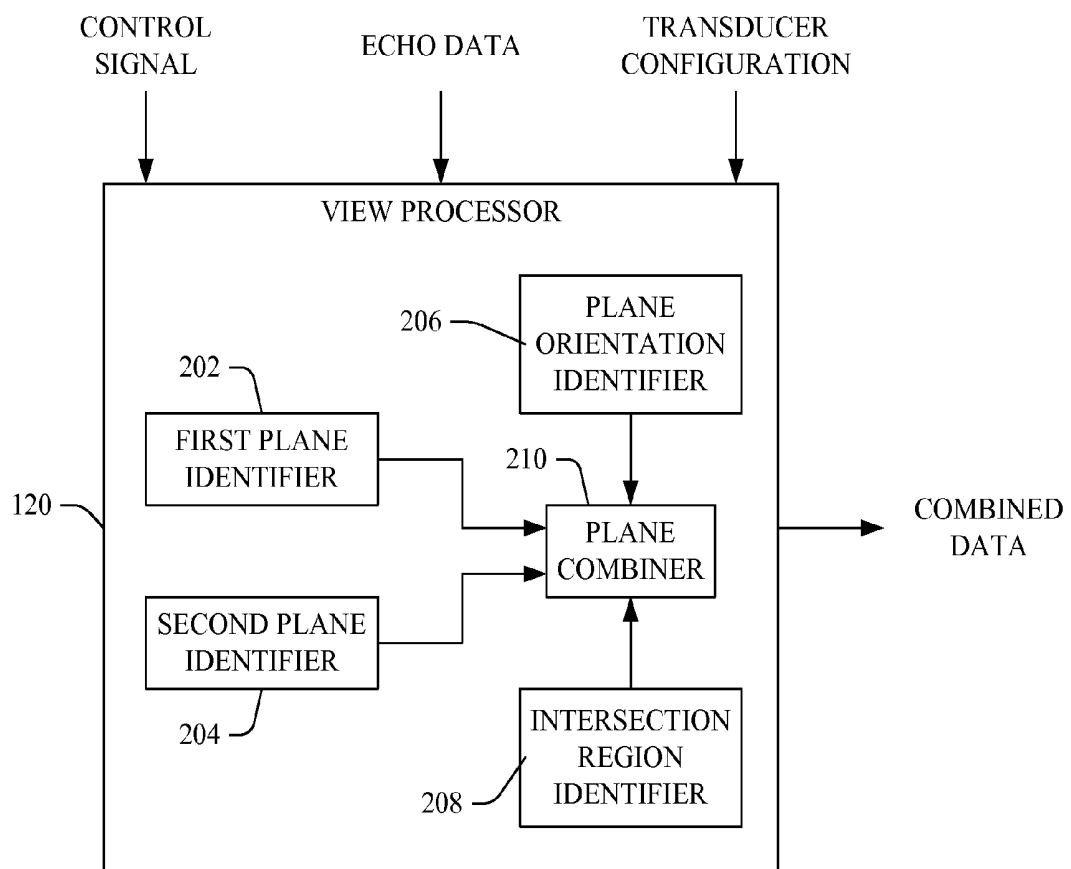 CONTROL
SIGNAL
ECHO DATA
TRANSDUCER
CONFIGURATION
VIEW PROCESSOR
PLANE
ORIENTATION
IDENTIFIER
206
202
FIRST PLANE
IDENTIFIER
210
PLANE
COMBINER
120
COMBINED
DATA
SECOND PLANE
IDENTIFIER
204
INTERSECTION
REGION
IDENTIFIER
208